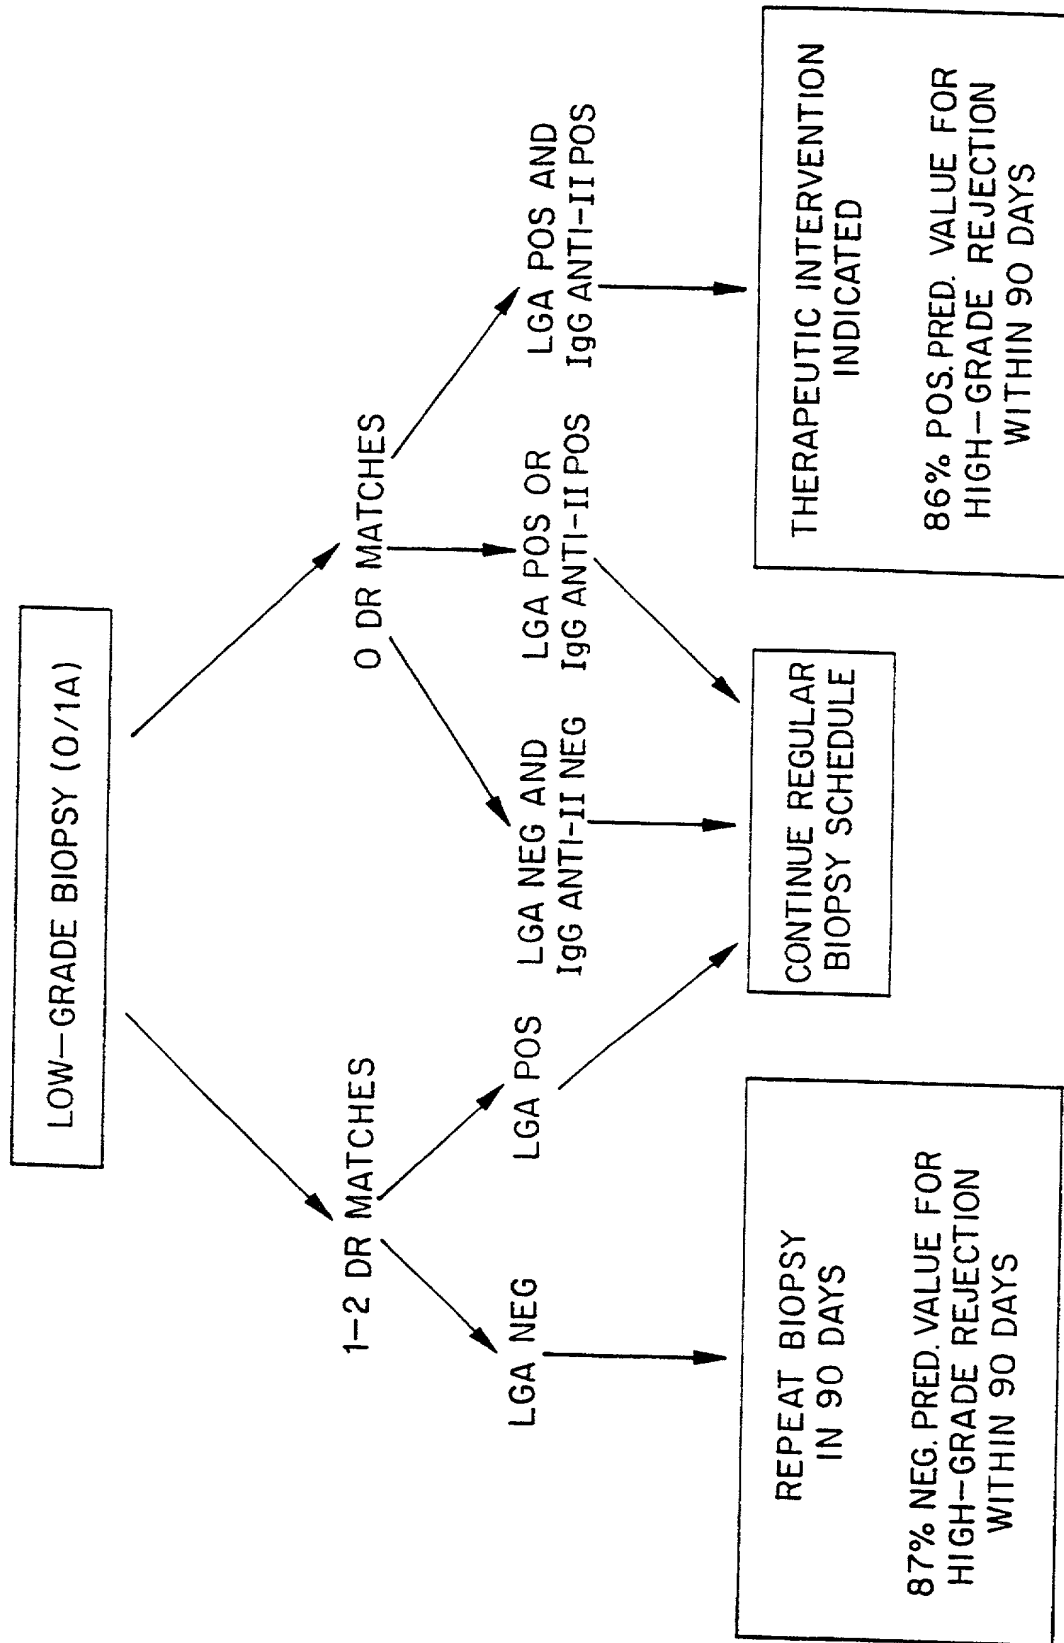 LOW-GRADE BIOPSY (0/1A)
1-2 DR MATCHES
0 DR MATCHES
LGA NEG
LGA POS
LGA NEG AND
IgG ANTI-II NEG
LGA POS OR
IgG ANTI-II POS
LGA POS AND
IgG ANTI-II POS
REPEAT BIOPSY
IN 90 DAYS
87% NEG. PRED. VALUE FOR
HIGH-GRADE REJECTION
WITHIN 90 DAYS
CONTINUE REGULAR
BIOPSY SCHEDULE
THERAPEUTIC INTERVENTION
INDICATED
86% POS. PRED. VALUE FOR
HIGH-GRADE REJECTION
WITHIN 90 DAYS